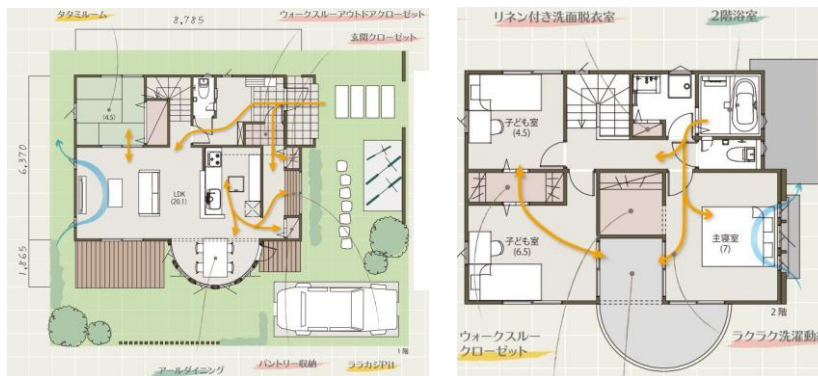 タタミルーム
ウォークスルーアウトドアクローゼット
玄関クローゼット
8,785
6,370
1,865
(4.5)
LDK
(20.1)
1階
アールダイニング
パントリー収納
ララカジPit
リネン付き洗面脱衣室
2階浴室
子ども室
(4.5)
子ども室
(6.5)
主寝室
(7)
2階
ウォークスルー
クローゼット
ラクラク洗濯動線